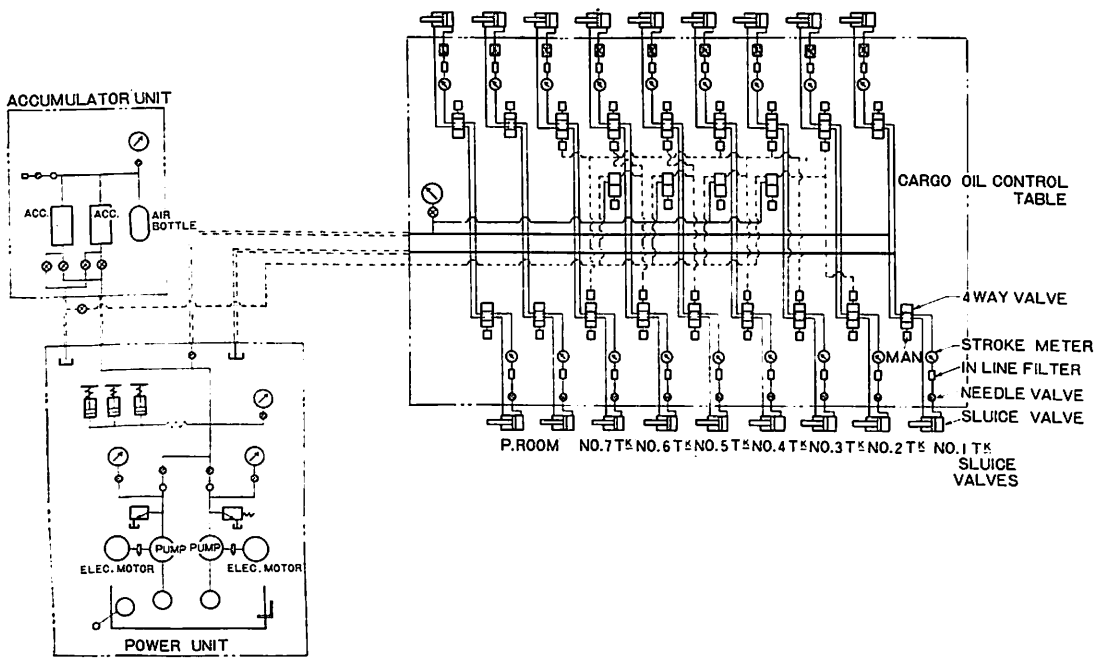 ACCUMULATOR UNIT
ACC.
ACC.
AIR
BOTTLE
CARGO OIL CONTROL
TABLE
4 WAY VALVE
MAN
STROKE METER
IN LINE FILTER
NEEDLE VALVE
SLUICE VALVE
P.ROOM NO.7 TK NO.6 TK NO.5 TK NO.4 TK NO.3 TK NO.2 TK NO.1 TK
SLUICE
VALVES
PUMP PUMP
ELEC. MOTOR ELEC. MOTOR
POWER UNIT